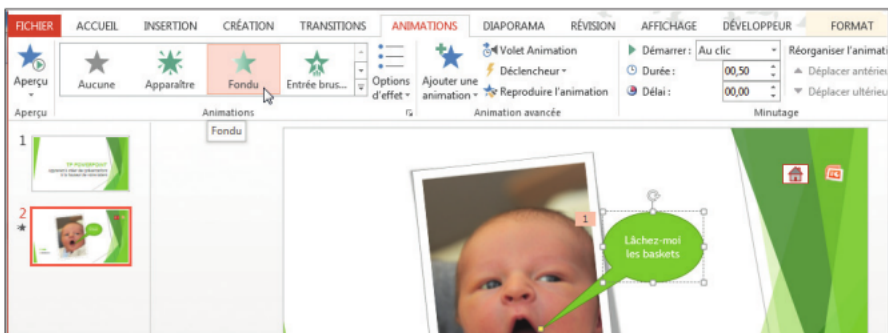 FICHIER ACCUEIL INSERTION CRÉATION TRANSITIONS ANIMATIONS DIAPORAMA RÉVISION AFFICHAGE DÉVELOPPEUR FORMAT
Aperçu
Aucune Apparaître Fondu Entrée brus...
Options d'effet
Ajouter une animation
Volet Animation
Déclencheur
Reproduire l'animation
Démarrer : Au clic
Durée : 00,50
Délai : 00,00
Réorganiser l'animati
Déplacer antérieu
Déplacer ultérieu
Aperçu Animations Animation avancée Minutage
Fondu
1
TP POWERPOINT
2
1
Lâchez-moi
les baskets